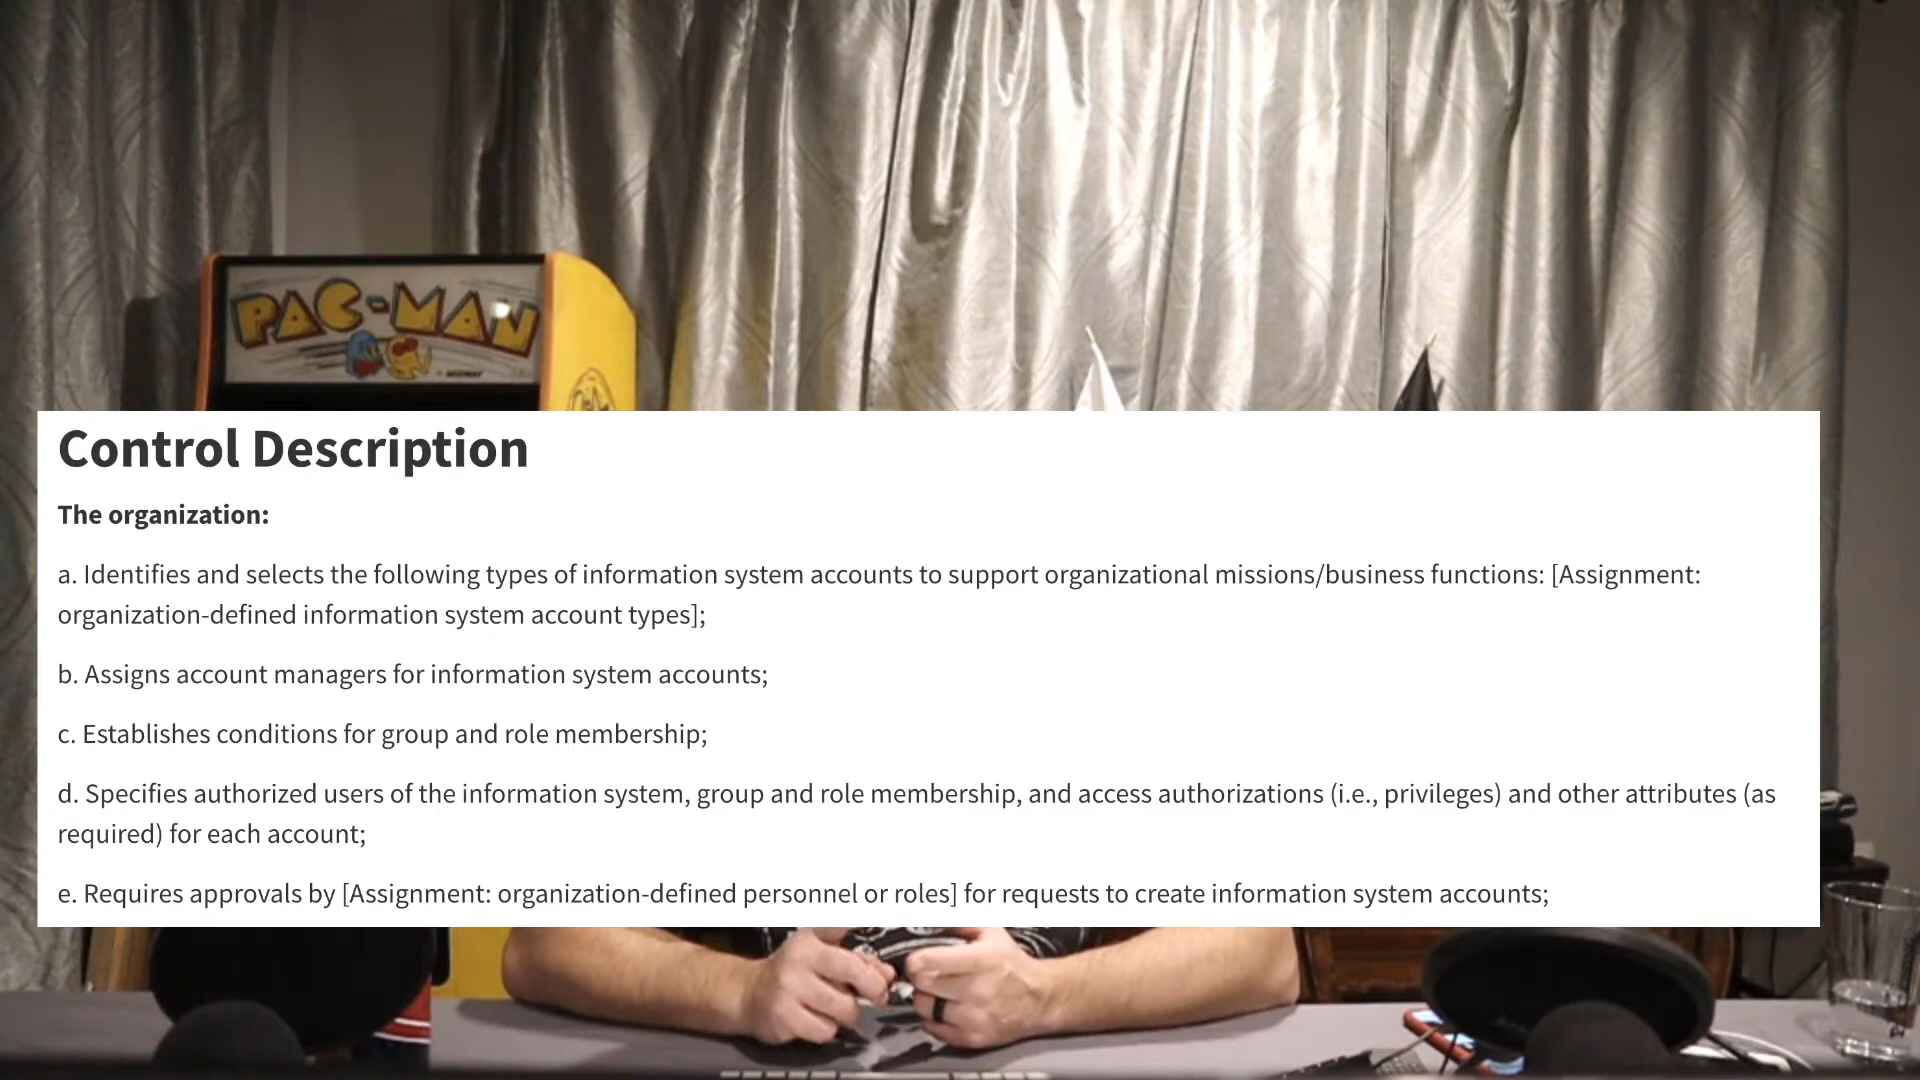 PAC-MAN
MIDWAY
Control Description
The organization:
a. Identifies and selects the following types of information system accounts to support organizational missions/business functions: [Assignment:
organization-defined information system account types];
b. Assigns account managers for information system accounts;
c. Establishes conditions for group and role membership;
d. Specifies authorized users of the information system, group and role membership, and access authorizations (i.e., privileges) and other attributes (as
required) for each account;
e. Requires approvals by [Assignment: organization-defined personnel or roles] for requests to create information system accounts;